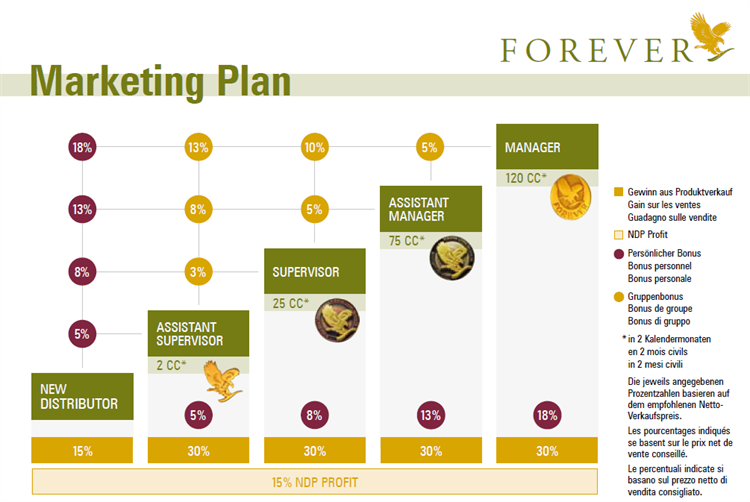 FOREVER
Marketing Plan
18%
13%
10%
5%
MANAGER
120 CC*
13%
8%
5%
ASSISTANT
MANAGER
75 CC*
8%
3%
SUPERVISOR
25 CC*
5%
ASSISTANT
SUPERVISOR
2 CC*
NEW
DISTRIBUTOR
5%
8%
13%
18%
15%
30%
30%
30%
30%
15% NDP PROFIT
Gewinn aus Produktverkauf
Gain sur les ventes
Guadagno sulle vendite
NDP Profit
Persönlicher Bonus
Bonus personnel
Bonus personale
Gruppenbonus
Bonus de groupe
Bonus di gruppo
* in 2 Kalendermonaten
en 2 mois civils
in 2 mesi civili
Die jeweils angegebenen
Prozentzahlen basieren auf
dem empfohlenen Netto-
Verkaufspreis.
Les pourcentages indiqués
se basent sur le prix net de
vente conseillé.
Le percentuali indicate si
basano sul prezzo netto di
vendita consigliato.
FOREVER